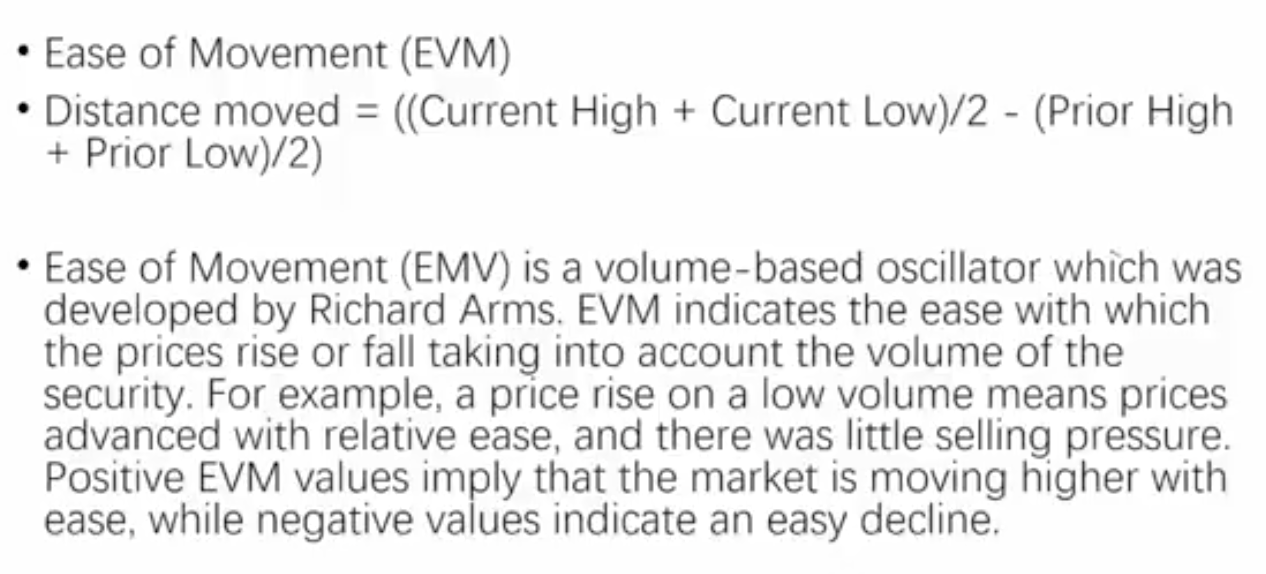 • Ease of Movement (EVM)
• Distance moved = ((Current High + Current Low)/2 - (Prior High
+ Prior Low)/2)
• Ease of Movement (EMV) is a volume-based oscillator which was
developed by Richard Arms. EVM indicates the ease with which
the prices rise or fall taking into account the volume of the
security. For example, a price rise on a low volume means prices
advanced with relative ease, and there was little selling pressure.
Positive EVM values imply that the market is moving higher with
ease, while negative values indicate an easy decline.